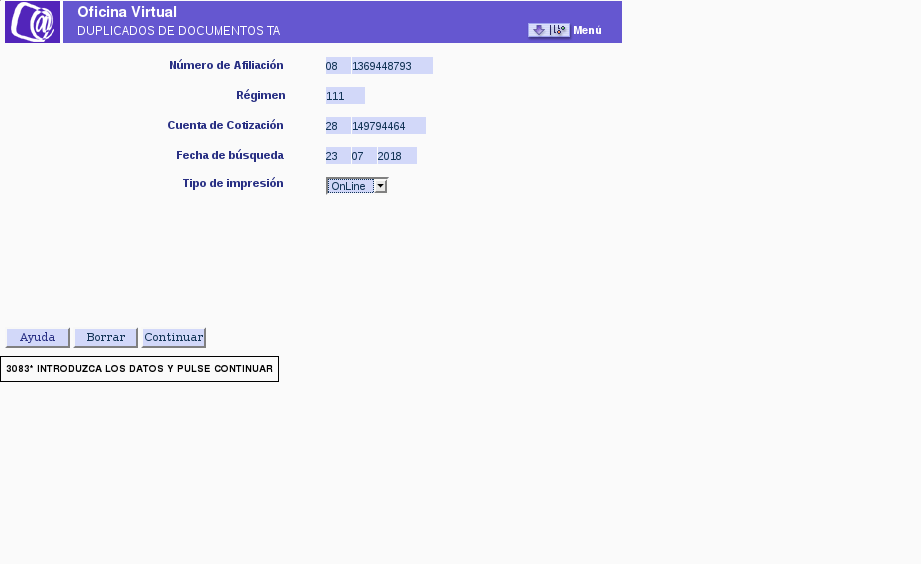 Oficina Virtual
DUPLICADOS DE DOCUMENTOS TA
Menú
Número de Afiliación 08 1369448793
Régimen 111
Cuenta de Cotización 28 149794464
Fecha de búsqueda 23 07 2018
Tipo de impresión OnLine
Ayuda Borrar Continuar
3083* INTRODUZCA LOS DATOS Y PULSE CONTINUAR